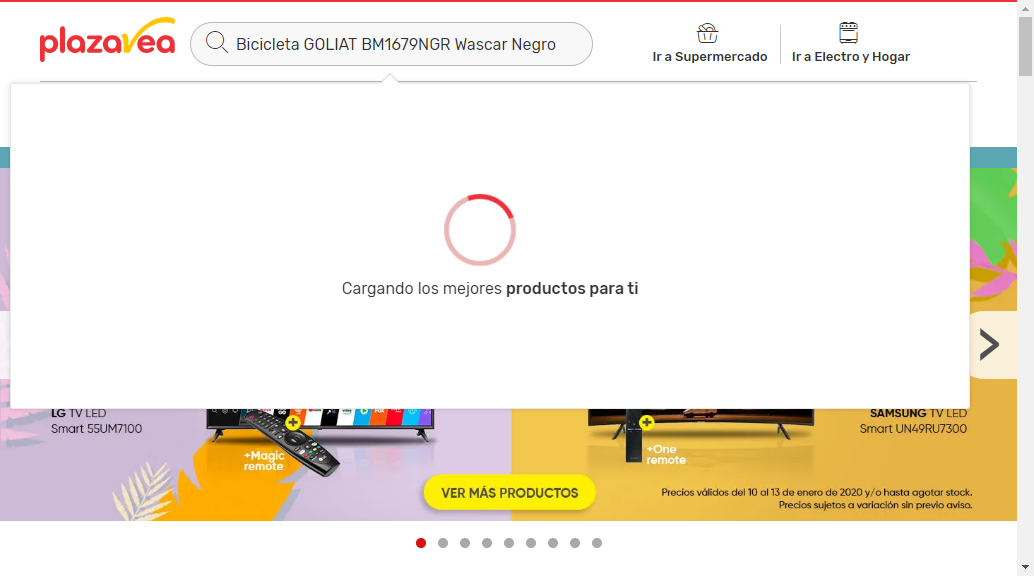 plazavea
Bicicleta GOLIAT BM1679NGR Wascar Negro
Ir a Supermercado
Ir a Electro y Hogar
Cargando los mejores productos para ti
LG TV LED
Smart 55UM7100
+Magic
remote
SAMSUNG TV LED
Smart UN49RU7300
+One
remote
VER MÁS PRODUCTOS
Precios válidos del 10 al 13 de enero de 2020 y/o hasta agotar stock.
Precios sujetos a variación sin previo aviso.